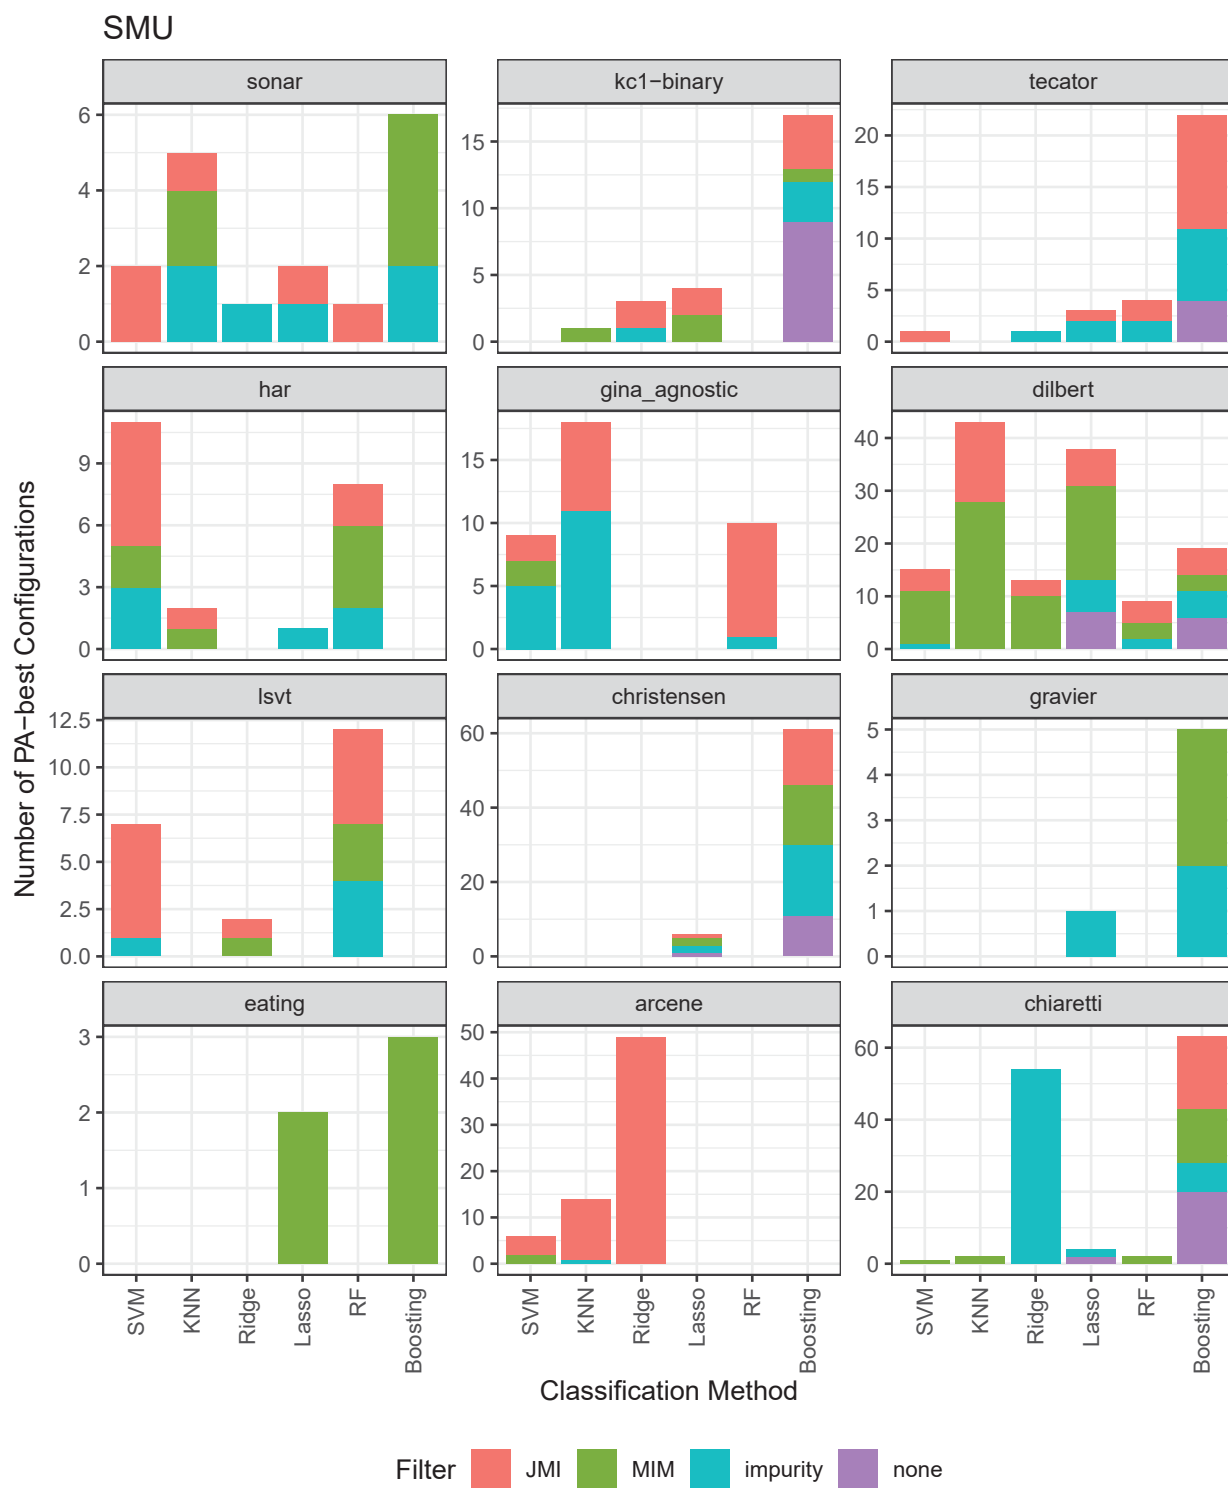 SMU
sonar
kc1−binary
tecator
0
2
4
6
0
5
10
15
0
5
10
15
20
har
gina_agnostic
dilbert
0
3
6
9
0
5
10
15
0
10
20
30
40
lsvt
christensen
gravier
0.0
2.5
5.0
7.5
10.0
12.5
0
20
40
60
0
1
2
3
4
5
eating
arcene
chiaretti
0
1
2
3
0
10
20
30
40
50
0
20
40
60
Number of PA−best Configurations
SVM
KNN
Ridge
Lasso
RF
Boosting
SVM
KNN
Ridge
Lasso
RF
Boosting
SVM
KNN
Ridge
Lasso
RF
Boosting
Classification Method
Filter JMI MIM impurity none